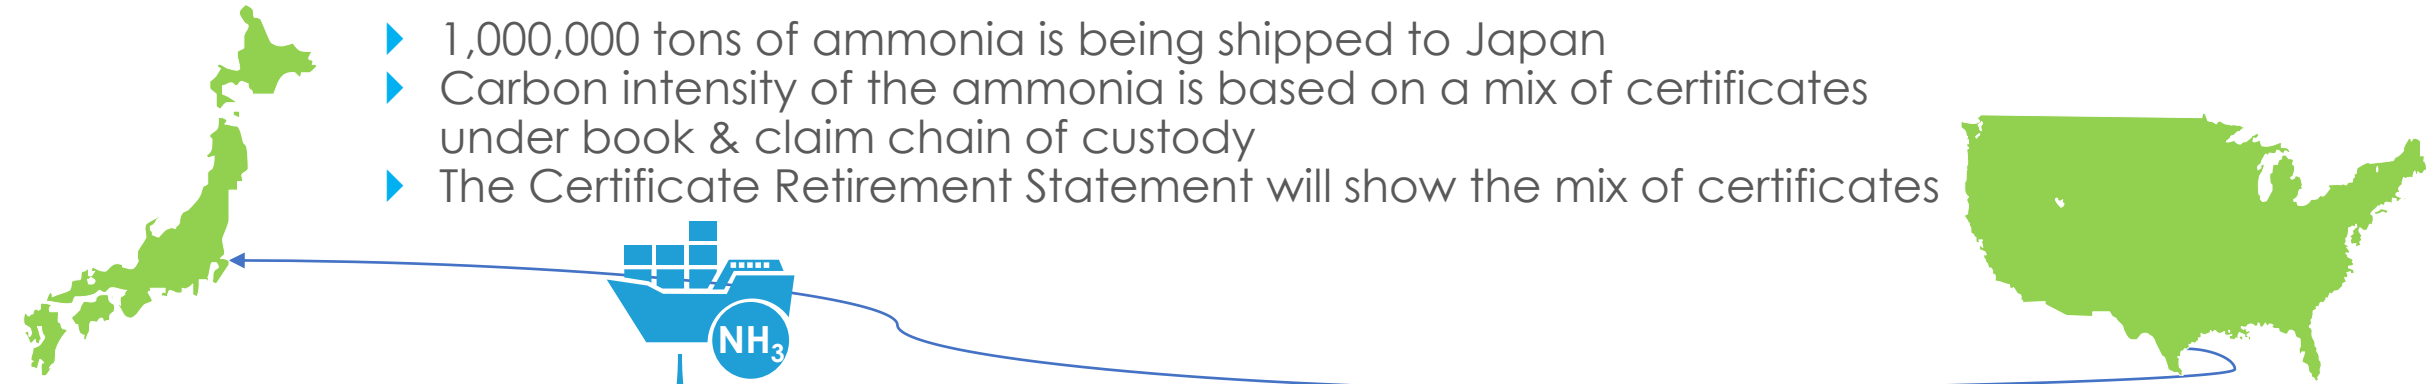 1,000,000 tons of ammonia is being shipped to Japan
Carbon intensity of the ammonia is based on a mix of certificates
under book & claim chain of custody
The Certificate Retirement Statement will show the mix of certificates
NH₃